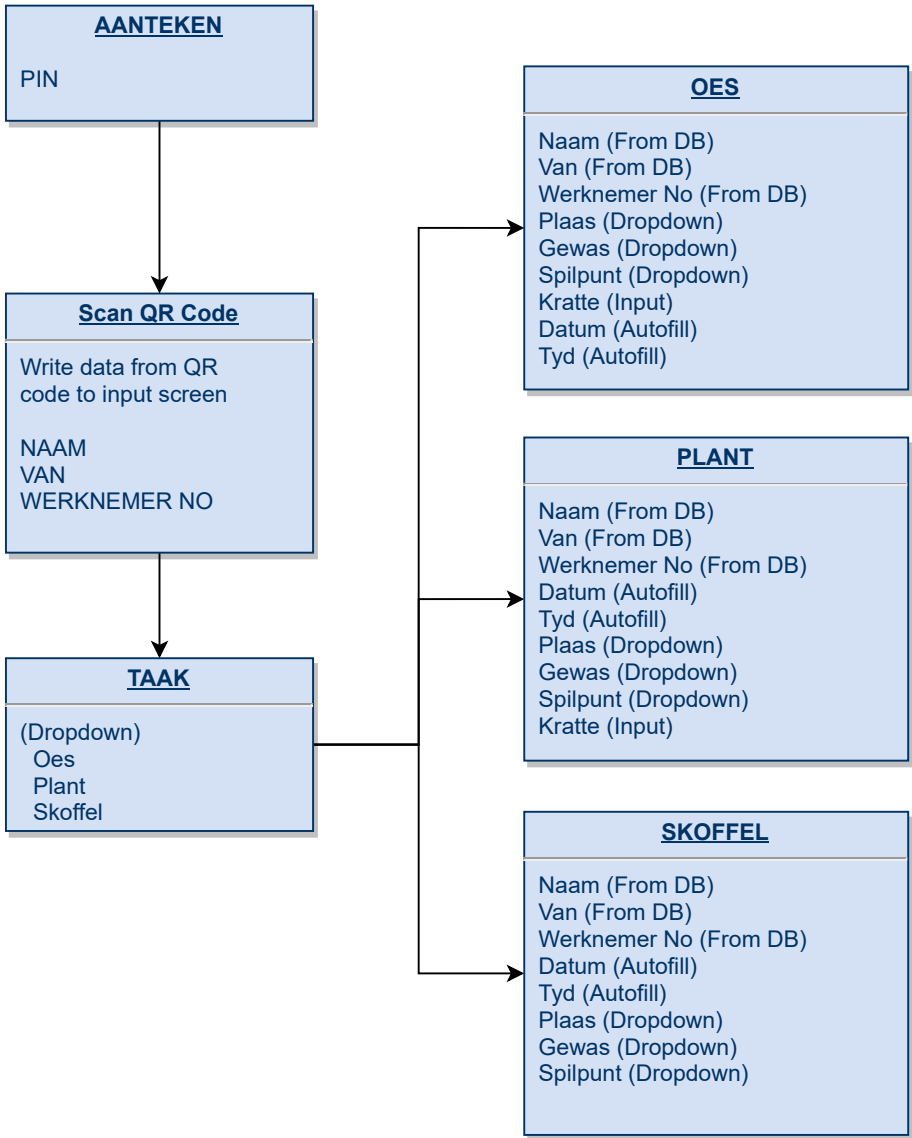 AANTEKEN
PIN
Scan QR Code
Write data from QR
code to input screen
NAAM
VAN
WERKNEMER NO
TAAK
(Dropdown)
Oes
Plant
Skoffel
OES
Naam (From DB)
Van (From DB)
Werknemer No (From DB)
Plaas (Dropdown)
Gewas (Dropdown)
Spilpunt (Dropdown)
Kratte (Input)
Datum (Autofill)
Tyd (Autofill)
PLANT
Naam (From DB)
Van (From DB)
Werknemer No (From DB)
Datum (Autofill)
Tyd (Autofill)
Plaas (Dropdown)
Gewas (Dropdown)
Spilpunt (Dropdown)
Kratte (Input)
SKOFFEL
Naam (From DB)
Van (From DB)
Werknemer No (From DB)
Datum (Autofill)
Tyd (Autofill)
Plaas (Dropdown)
Gewas (Dropdown)
Spilpunt (Dropdown)